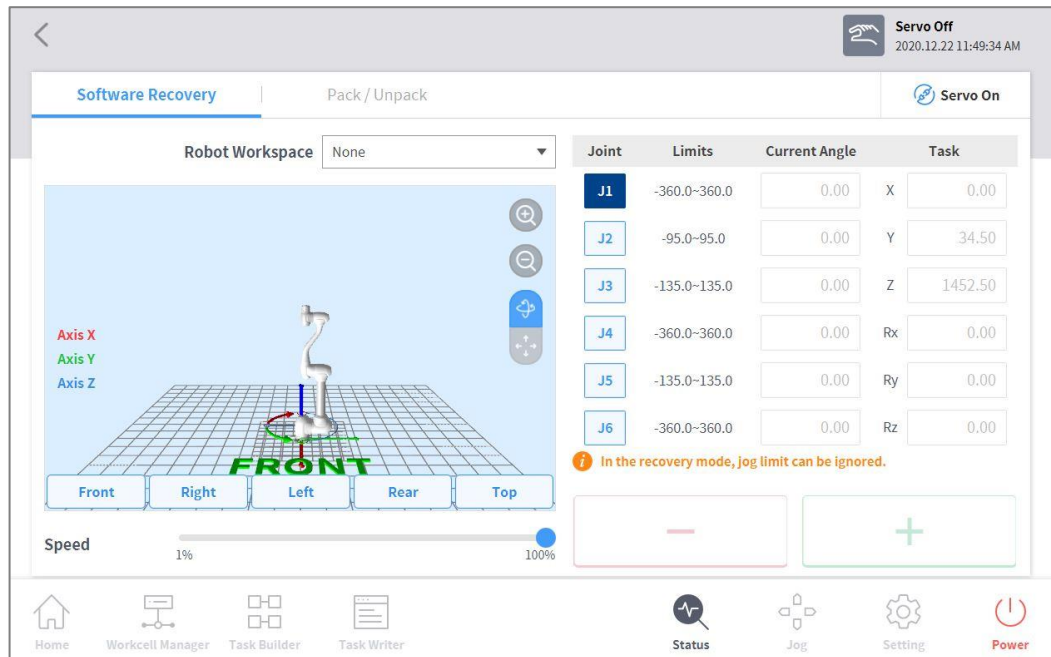 Servo Off
2020.12.22 11:49:34 AM
Software Recovery
Pack / Unpack
Servo On
Robot Workspace None
Joint Limits Current Angle Task
J1 -360.0~360.0 0.00 X 0.00
J2 -95.0~95.0 0.00 Y 34.50
J3 -135.0~135.0 0.00 Z 1452.50
J4 -360.0~360.0 0.00 Rx 0.00
J5 -135.0~135.0 0.00 Ry 0.00
J6 -360.0~360.0 0.00 Rz 0.00
Axis X
Axis Y
Axis Z
FRONT
Front Right Left Rear Top
In the recovery mode, jog limit can be ignored.
Speed
1% 100%
− +
Home Workcell Manager Task Builder Task Writer Status Jog Setting Power